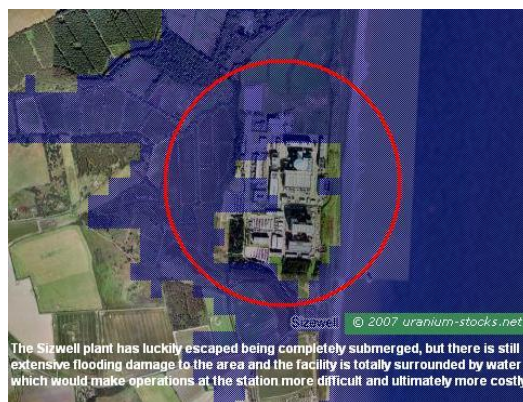 Sizewell
© 2007 uranium-stocks.net
The Sizwell plant has luckily escaped being completely submerged, but there is still
extensive flooding damage to the area and the facility is totally surrounded by water
which would make operations at the station more difficult and ultimately more costly